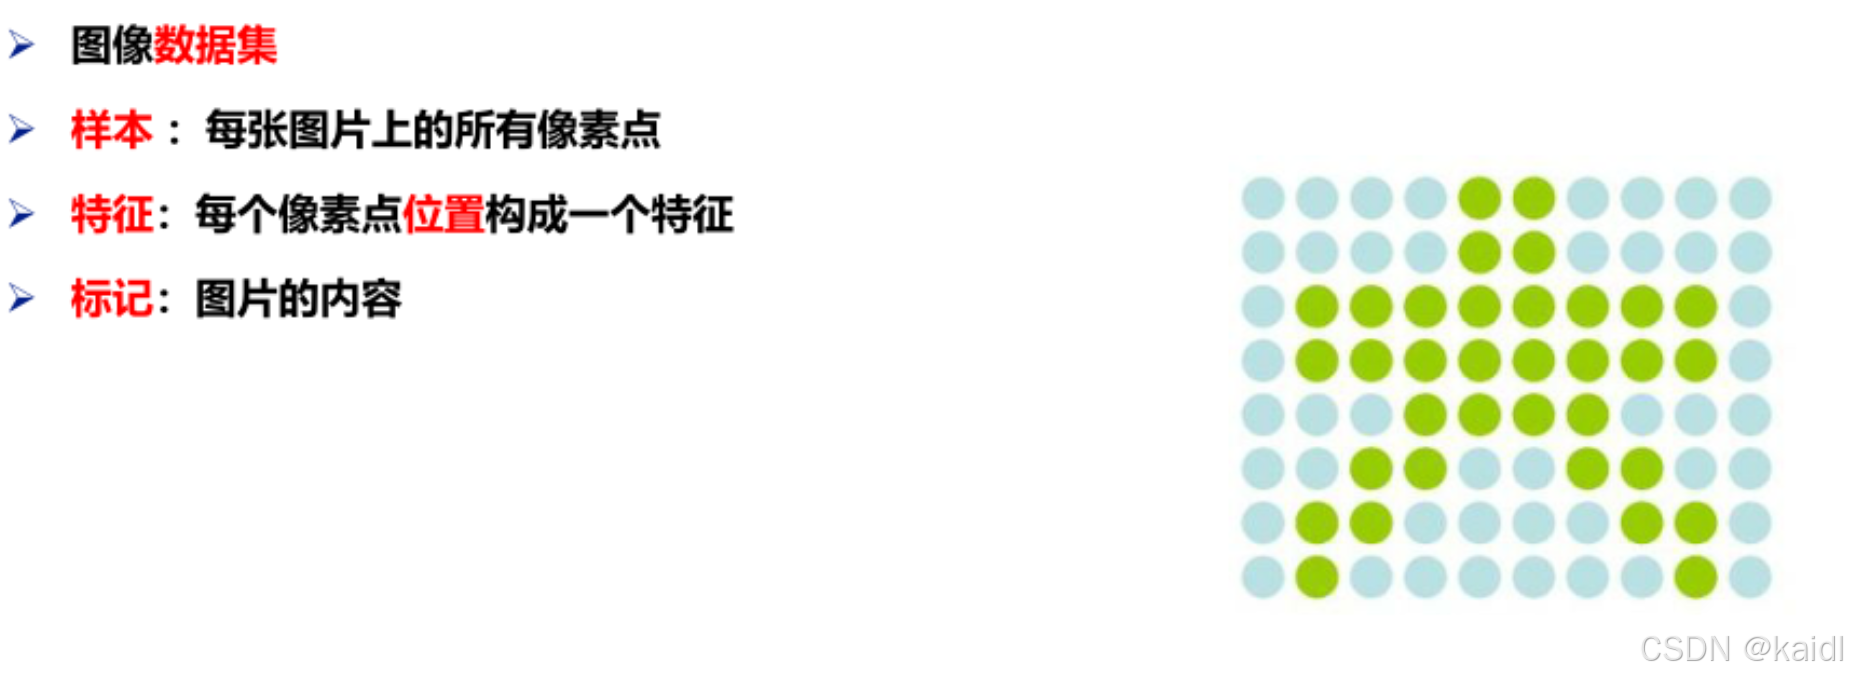 图像数据集
样本：每张图片上的所有像素点
特征：每个像素点位置构成一个特征
标记：图片的内容
CSDN @kaidl